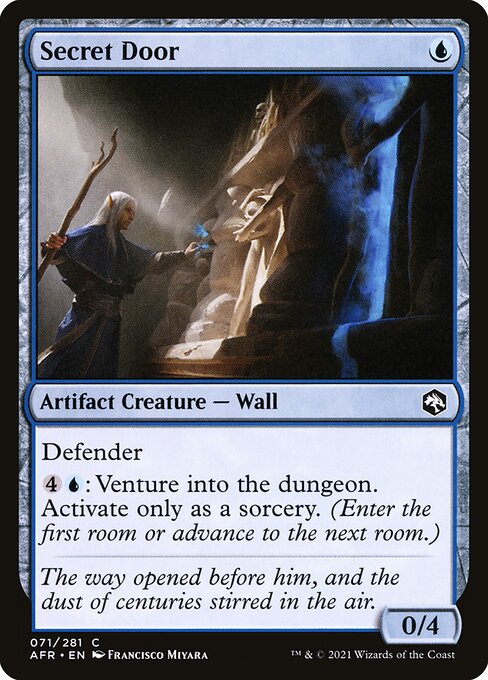 Secret Door
Artifact Creature — Wall
Defender
4: Venture into the dungeon.
Activate only as a sorcery. (Enter the
first room or advance to the next room.)
The way opened before him, and the
dust of centuries stirred in the air.
0/4
071/281 C
AFR • EN Francisco Miyara
™ & © 2021 Wizards of the Coast